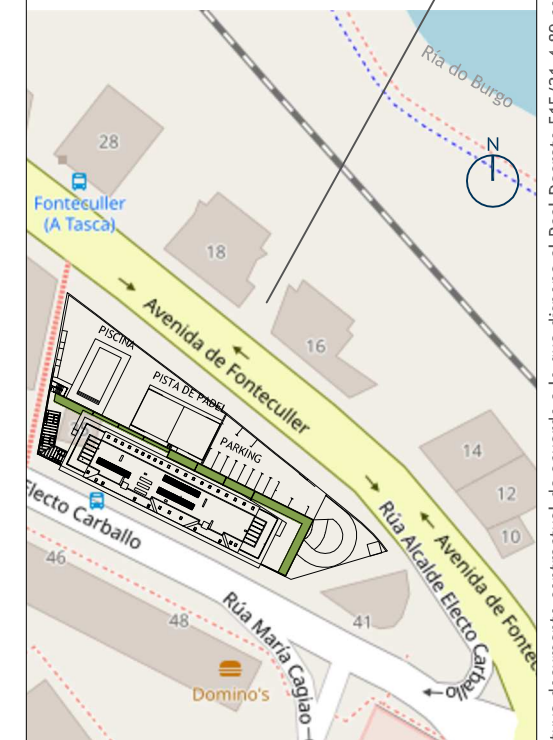 Ría do Burgo
N
28
Fonteculler
(A Tasca)
18
16
Avenida de Fonteculler
PISCINA
PISTA DE PADEL
PARKING
14
12
10
Electo Carballo
46
48
41
Rúa Alcalde Electo Carballo
Avenida de Fontec
Rúa María Cagiao
Domino's